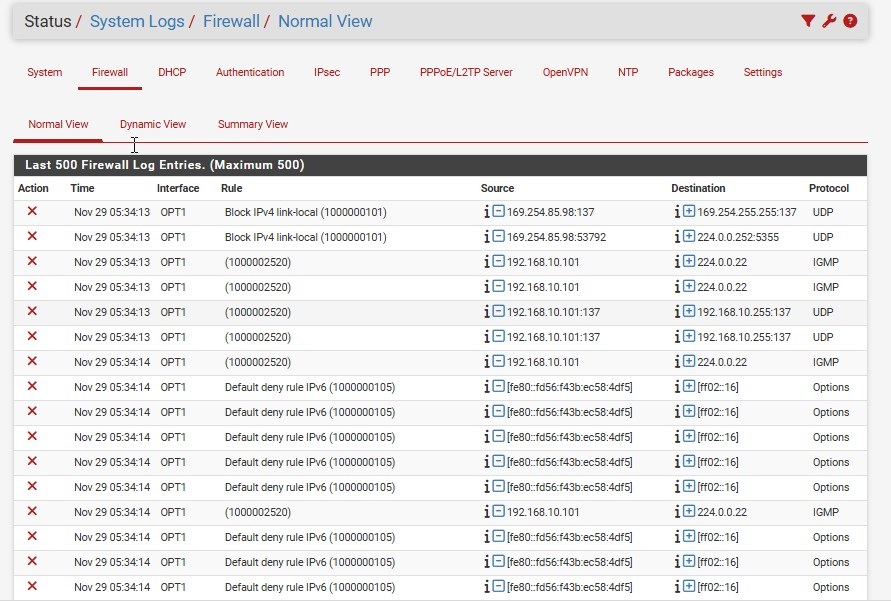 Status / System Logs / Firewall / Normal View
System Firewall DHCP Authentication IPsec PPP PPPoE/L2TP Server OpenVPN NTP Packages Settings
Normal View Dynamic View Summary View
Last 500 Firewall Log Entries. (Maximum 500)
Action Time Interface Rule Source Destination Protocol
Nov 29 05:34:13 OPT1 Block IPv4 link-local (1000000101) 169.254.85.98:137 169.254.255.255:137 UDP
Nov 29 05:34:13 OPT1 Block IPv4 link-local (1000000101) 169.254.85.98:53792 224.0.0.252:5355 UDP
Nov 29 05:34:13 OPT1 (1000002520) 192.168.10.101 224.0.0.22 IGMP
Nov 29 05:34:13 OPT1 (1000002520) 192.168.10.101 224.0.0.22 IGMP
Nov 29 05:34:13 OPT1 (1000002520) 192.168.10.101:137 192.168.10.255:137 UDP
Nov 29 05:34:13 OPT1 (1000002520) 192.168.10.101:137 192.168.10.255:137 UDP
Nov 29 05:34:14 OPT1 (1000002520) 192.168.10.101 224.0.0.22 IGMP
Nov 29 05:34:14 OPT1 Default deny rule IPv6 (1000000105) [fe80::fd56:f43b:ec58:4df5] [ff02::16] Options
Nov 29 05:34:14 OPT1 Default deny rule IPv6 (1000000105) [fe80::fd56:f43b:ec58:4df5] [ff02::16] Options
Nov 29 05:34:14 OPT1 Default deny rule IPv6 (1000000105) [fe80::fd56:f43b:ec58:4df5] [ff02::16] Options
Nov 29 05:34:14 OPT1 Default deny rule IPv6 (1000000105) [fe80::fd56:f43b:ec58:4df5] [ff02::16] Options
Nov 29 05:34:14 OPT1 Default deny rule IPv6 (1000000105) [fe80::fd56:f43b:ec58:4df5] [ff02::16] Options
Nov 29 05:34:14 OPT1 (1000002520) 192.168.10.101 224.0.0.22 IGMP
Nov 29 05:34:14 OPT1 Default deny rule IPv6 (1000000105) [fe80::fd56:f43b:ec58:4df5] [ff02::16] Options
Nov 29 05:34:14 OPT1 Default deny rule IPv6 (1000000105) [fe80::fd56:f43b:ec58:4df5] [ff02::16] Options
Nov 29 05:34:14 OPT1 Default deny rule IPv6 (1000000105) [fe80::fd56:f43b:ec58:4df5] [ff02::16] Options